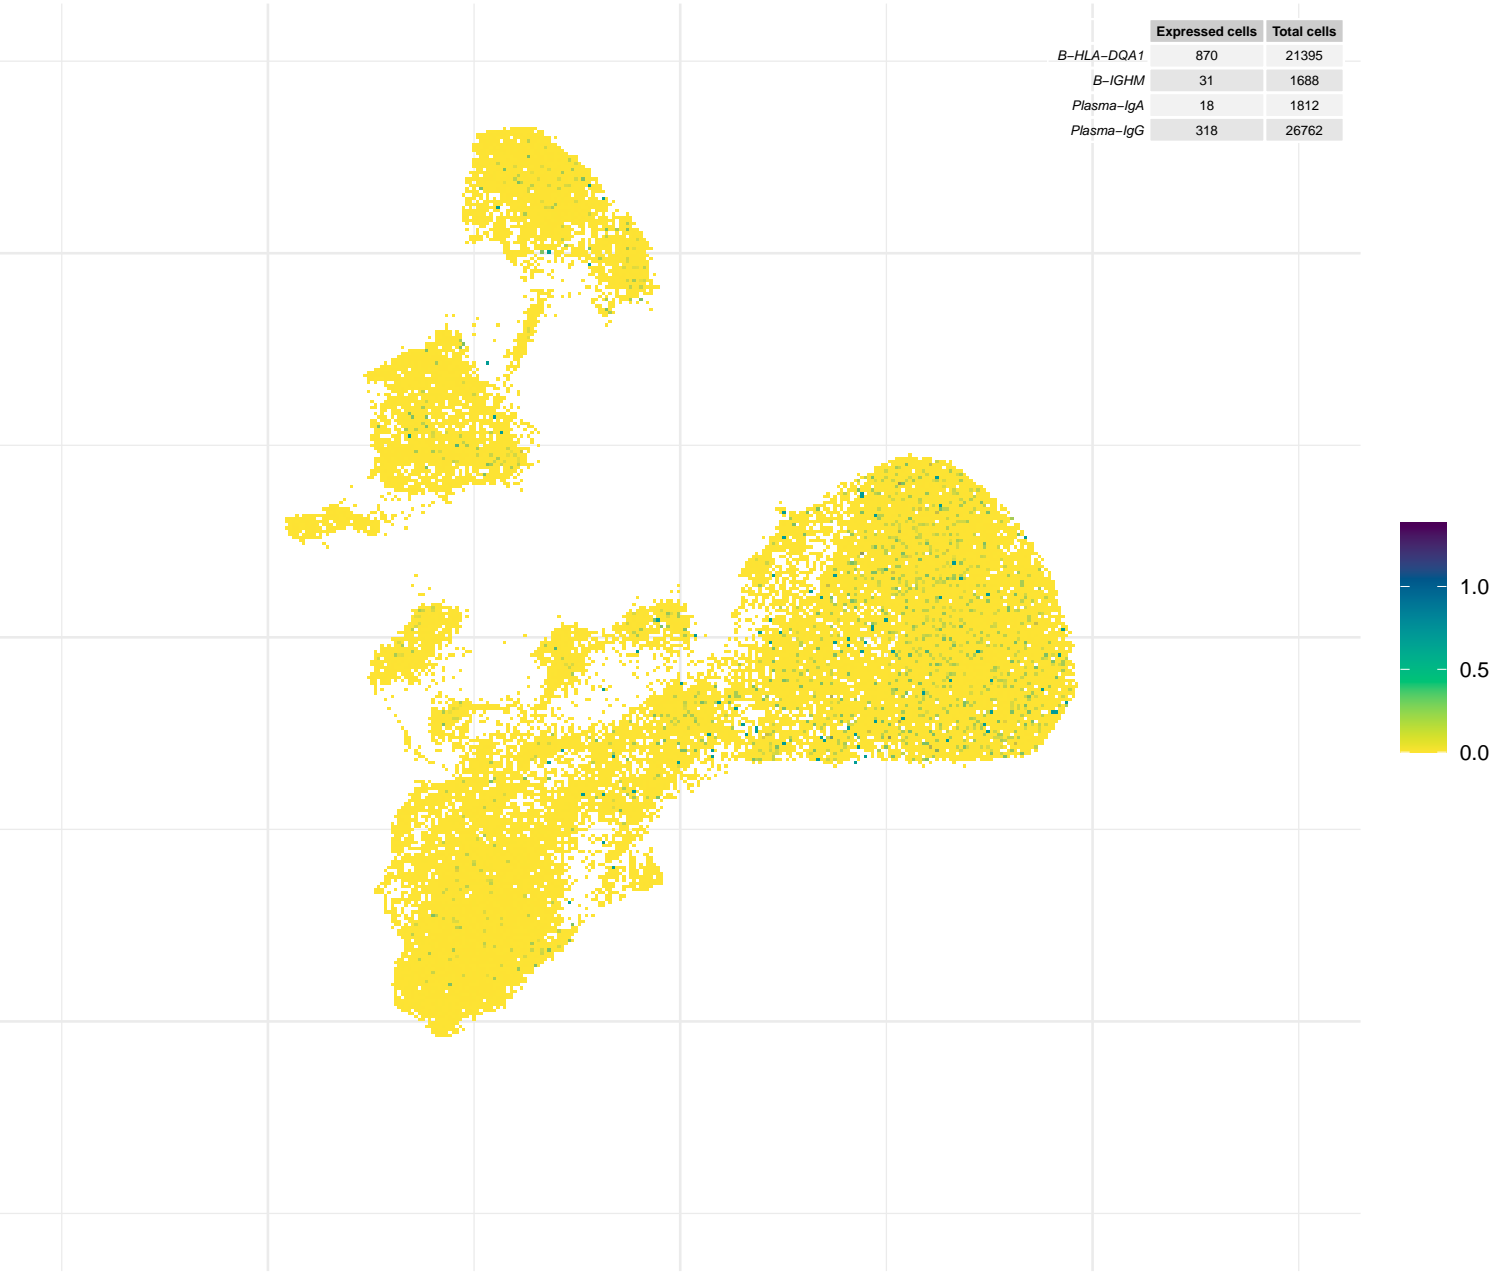 Expressed cells Total cells
B−HLA−DQA1 870 21395
B−IGHM 31 1688
Plasma−IgA 18 1812
Plasma−IgG 318 26762
1.0
0.5
0.0